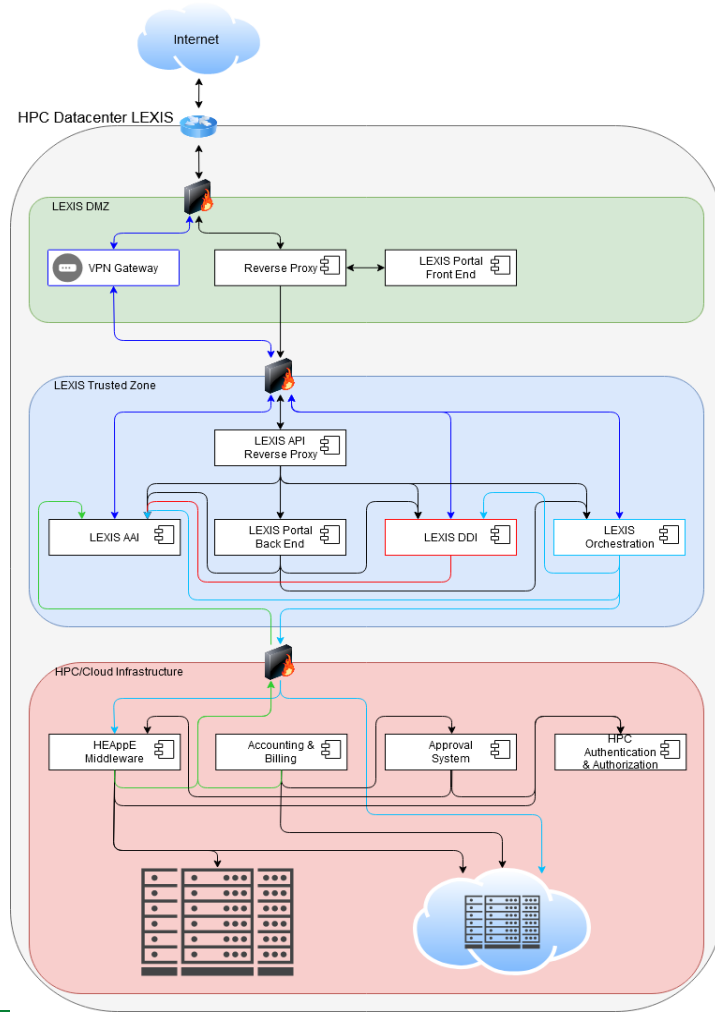 Internet
HPC Datacenter LEXIS
LEXIS DMZ
VPN Gateway
Reverse Proxy
LEXIS Portal
Front End
LEXIS Trusted Zone
LEXIS API
Reverse Proxy
LEXIS AAI
LEXIS Portal
Back End
LEXIS DDI
LEXIS
Orchestration
HPC/Cloud Infrastructure
HEAppE
Middleware
Accounting &
Billing
Approval
System
HPC
Authentication
& Authorization